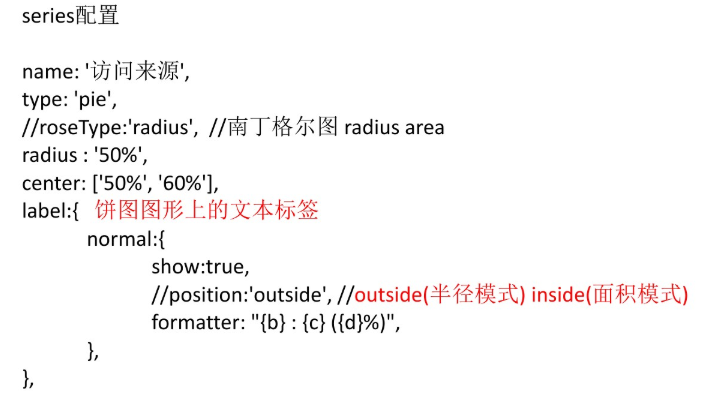 series配置
name: '访问来源',
type: 'pie',
//roseType:'radius', //南丁格尔图 radius area
radius : '50%',
center: ['50%', '60%'],
label:{ 饼图图形上的文本标签
normal:{
show:true,
//position:'outside', //outside(半径模式) inside(面积模式)
formatter: "{b} : {c} ({d}%)",
},
},